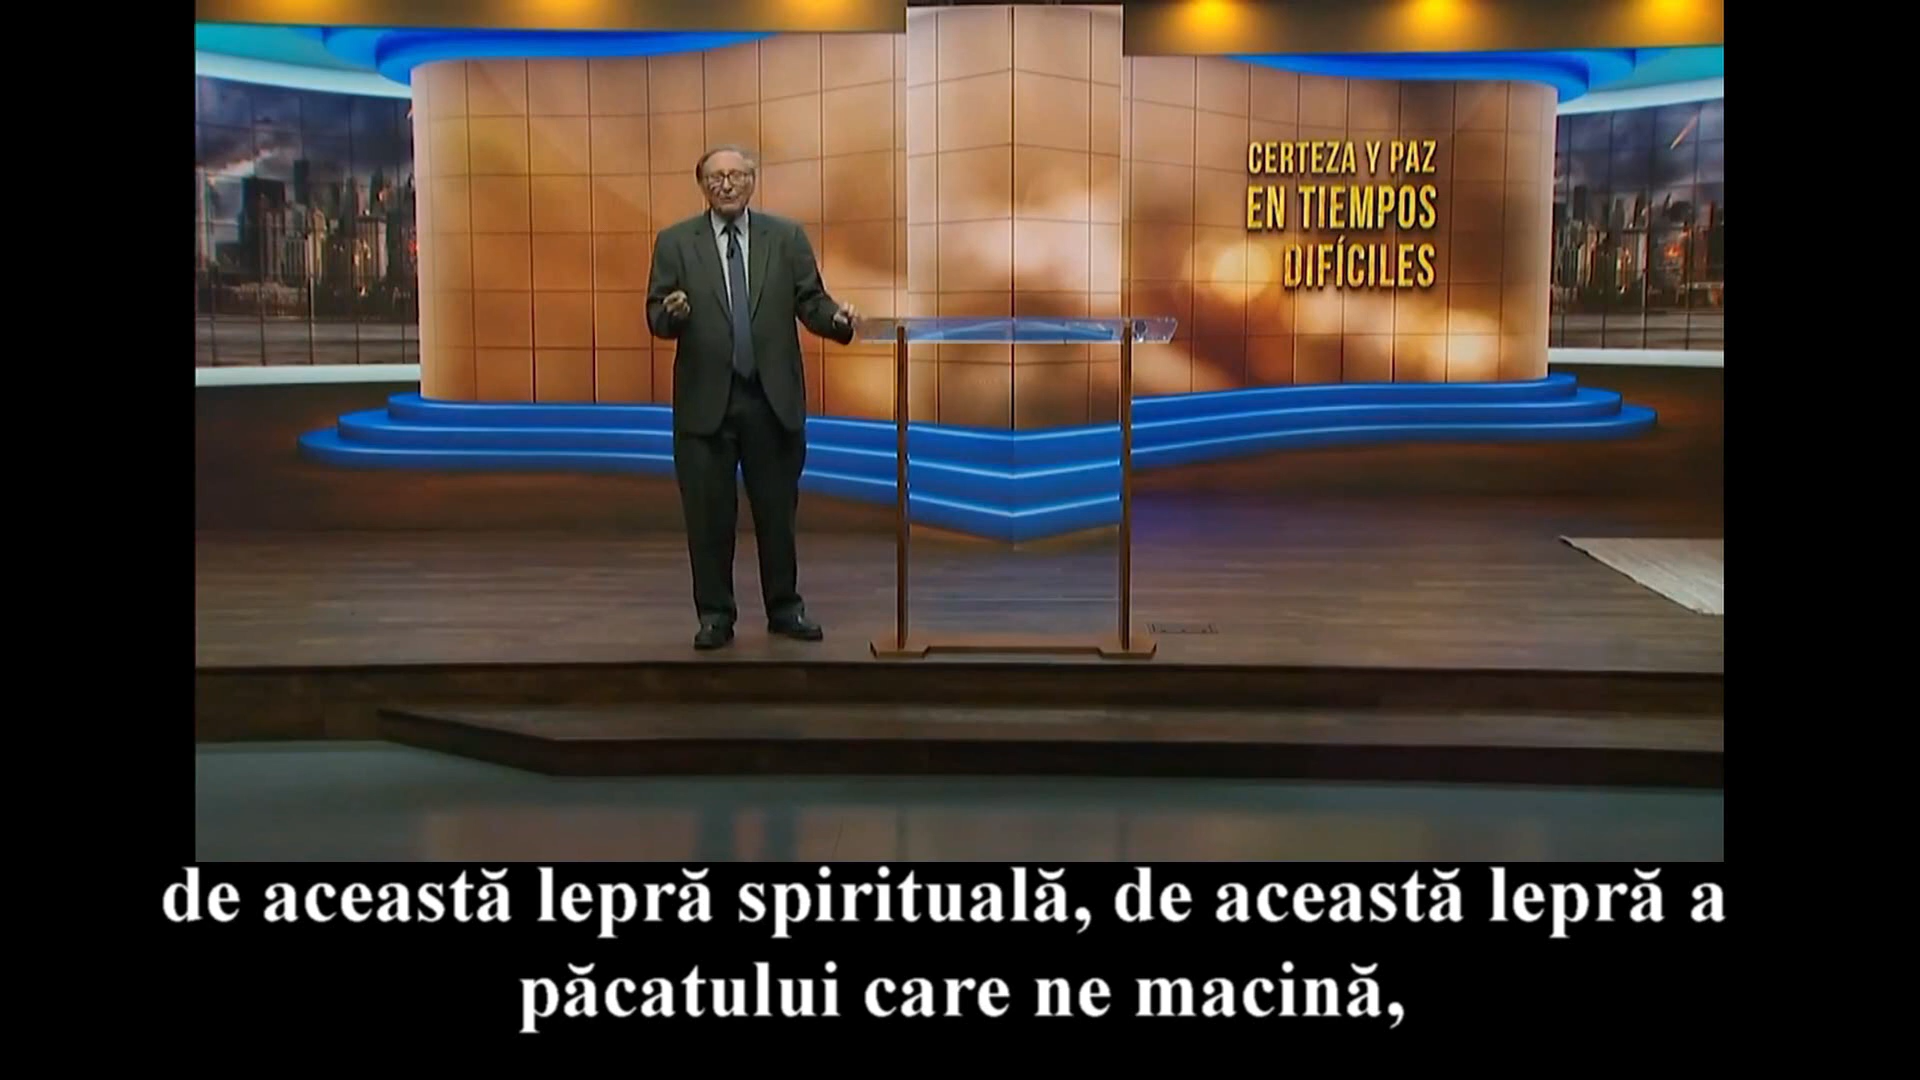 CERTEZA Y PAZ
EN TIEMPOS
DIFÍCILES
de această lepră spirituală, de această lepră a
păcatului care ne macină,